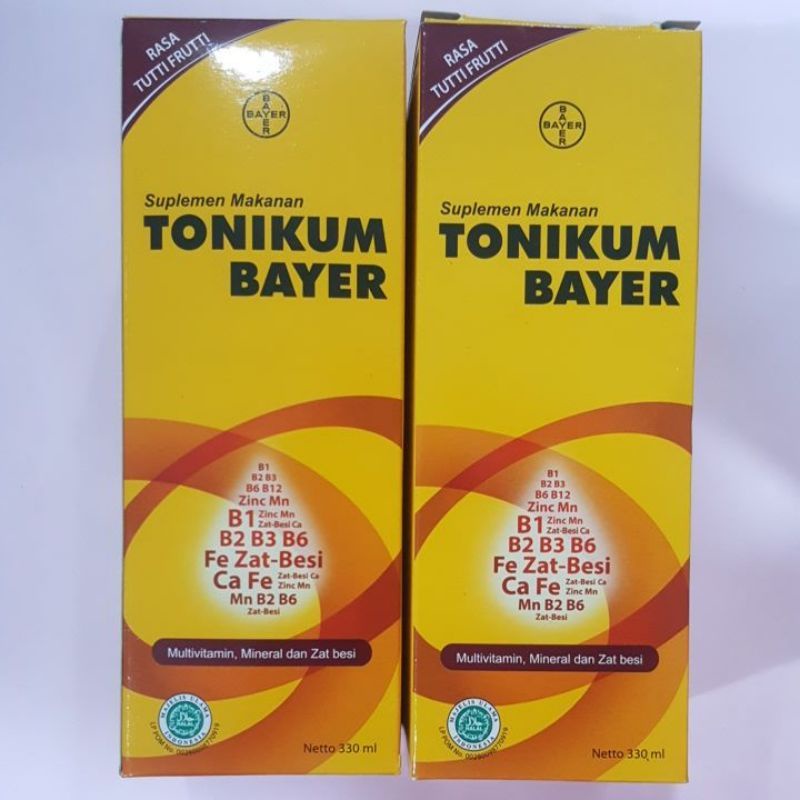 RASA
TUTTI FRUTTI
BAYER
BAYER
Suplemen Makanan
TONIKUM
BAYER
B1
B2 B3
B6 B12
Zinc Mn
B1 Zinc Mn
Zat-Besi Ca
B2 B3 B6
Fe Zat-Besi
Ca Fe Zat-Besi Ca
Zinc Mn
Mn B2 B6
Zat-Besi
Multivitamin, Mineral dan Zat besi
MAJELIS ULAMA
HALAL
INDONESIA
Netto 330 ml
RASA
TUTTI FRUTTI
BAYER
BAYER
Suplemen Makanan
TONIKUM
BAYER
B1
B2 B3
B6 B12
Zinc Mn
B1 Zinc Mn
Zat-Besi Ca
B2 B3 B6
Fe Zat-Besi
Ca Fe Zat-Besi Ca
Zinc Mn
Mn B2 B6
Zat-Besi
Multivitamin, Mineral dan Zat besi
MAJELIS ULAMA
HALAL
INDONESIA
Netto 330 ml